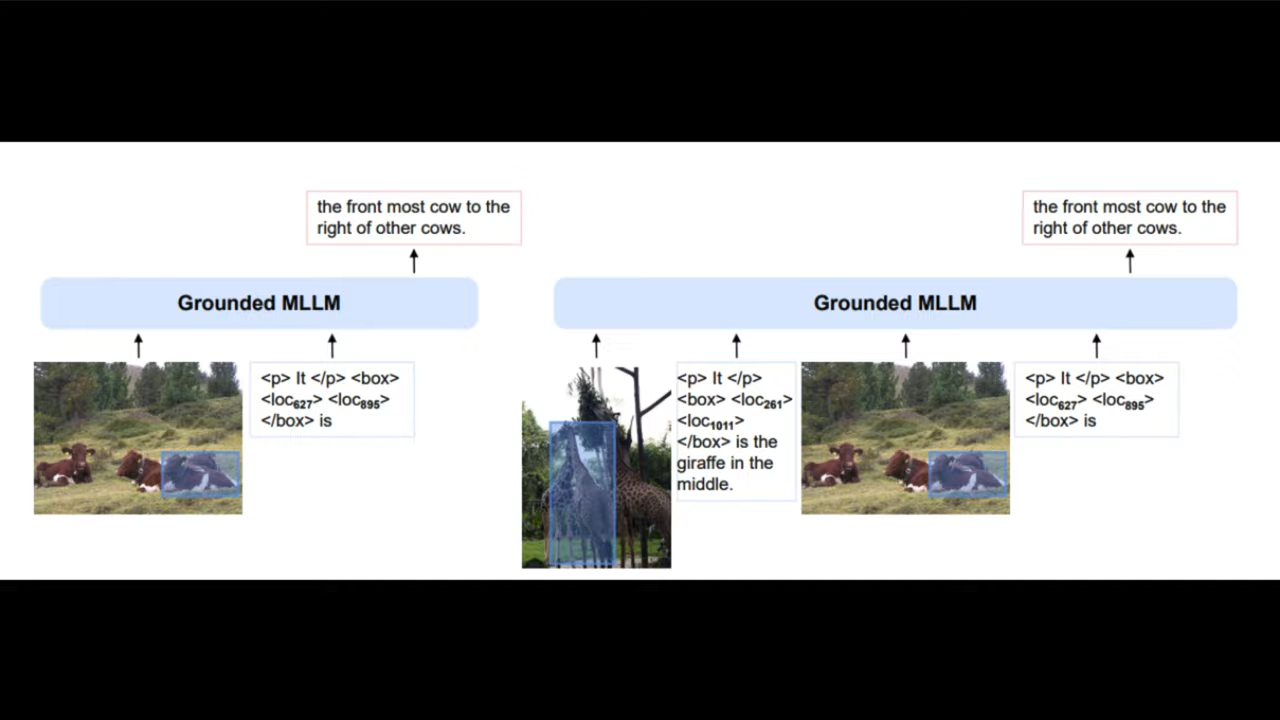 the front most cow to the
right of other cows.
Grounded MLLM
<p> It </p> <box>
<loc627> <loc895>
</box> is
the front most cow to the
right of other cows.
Grounded MLLM
<p> It </p>
<box> <loc261>
<loc1011>
</box> is the
giraffe in the
middle.
<p> It </p> <box>
<loc627> <loc895>
</box> is